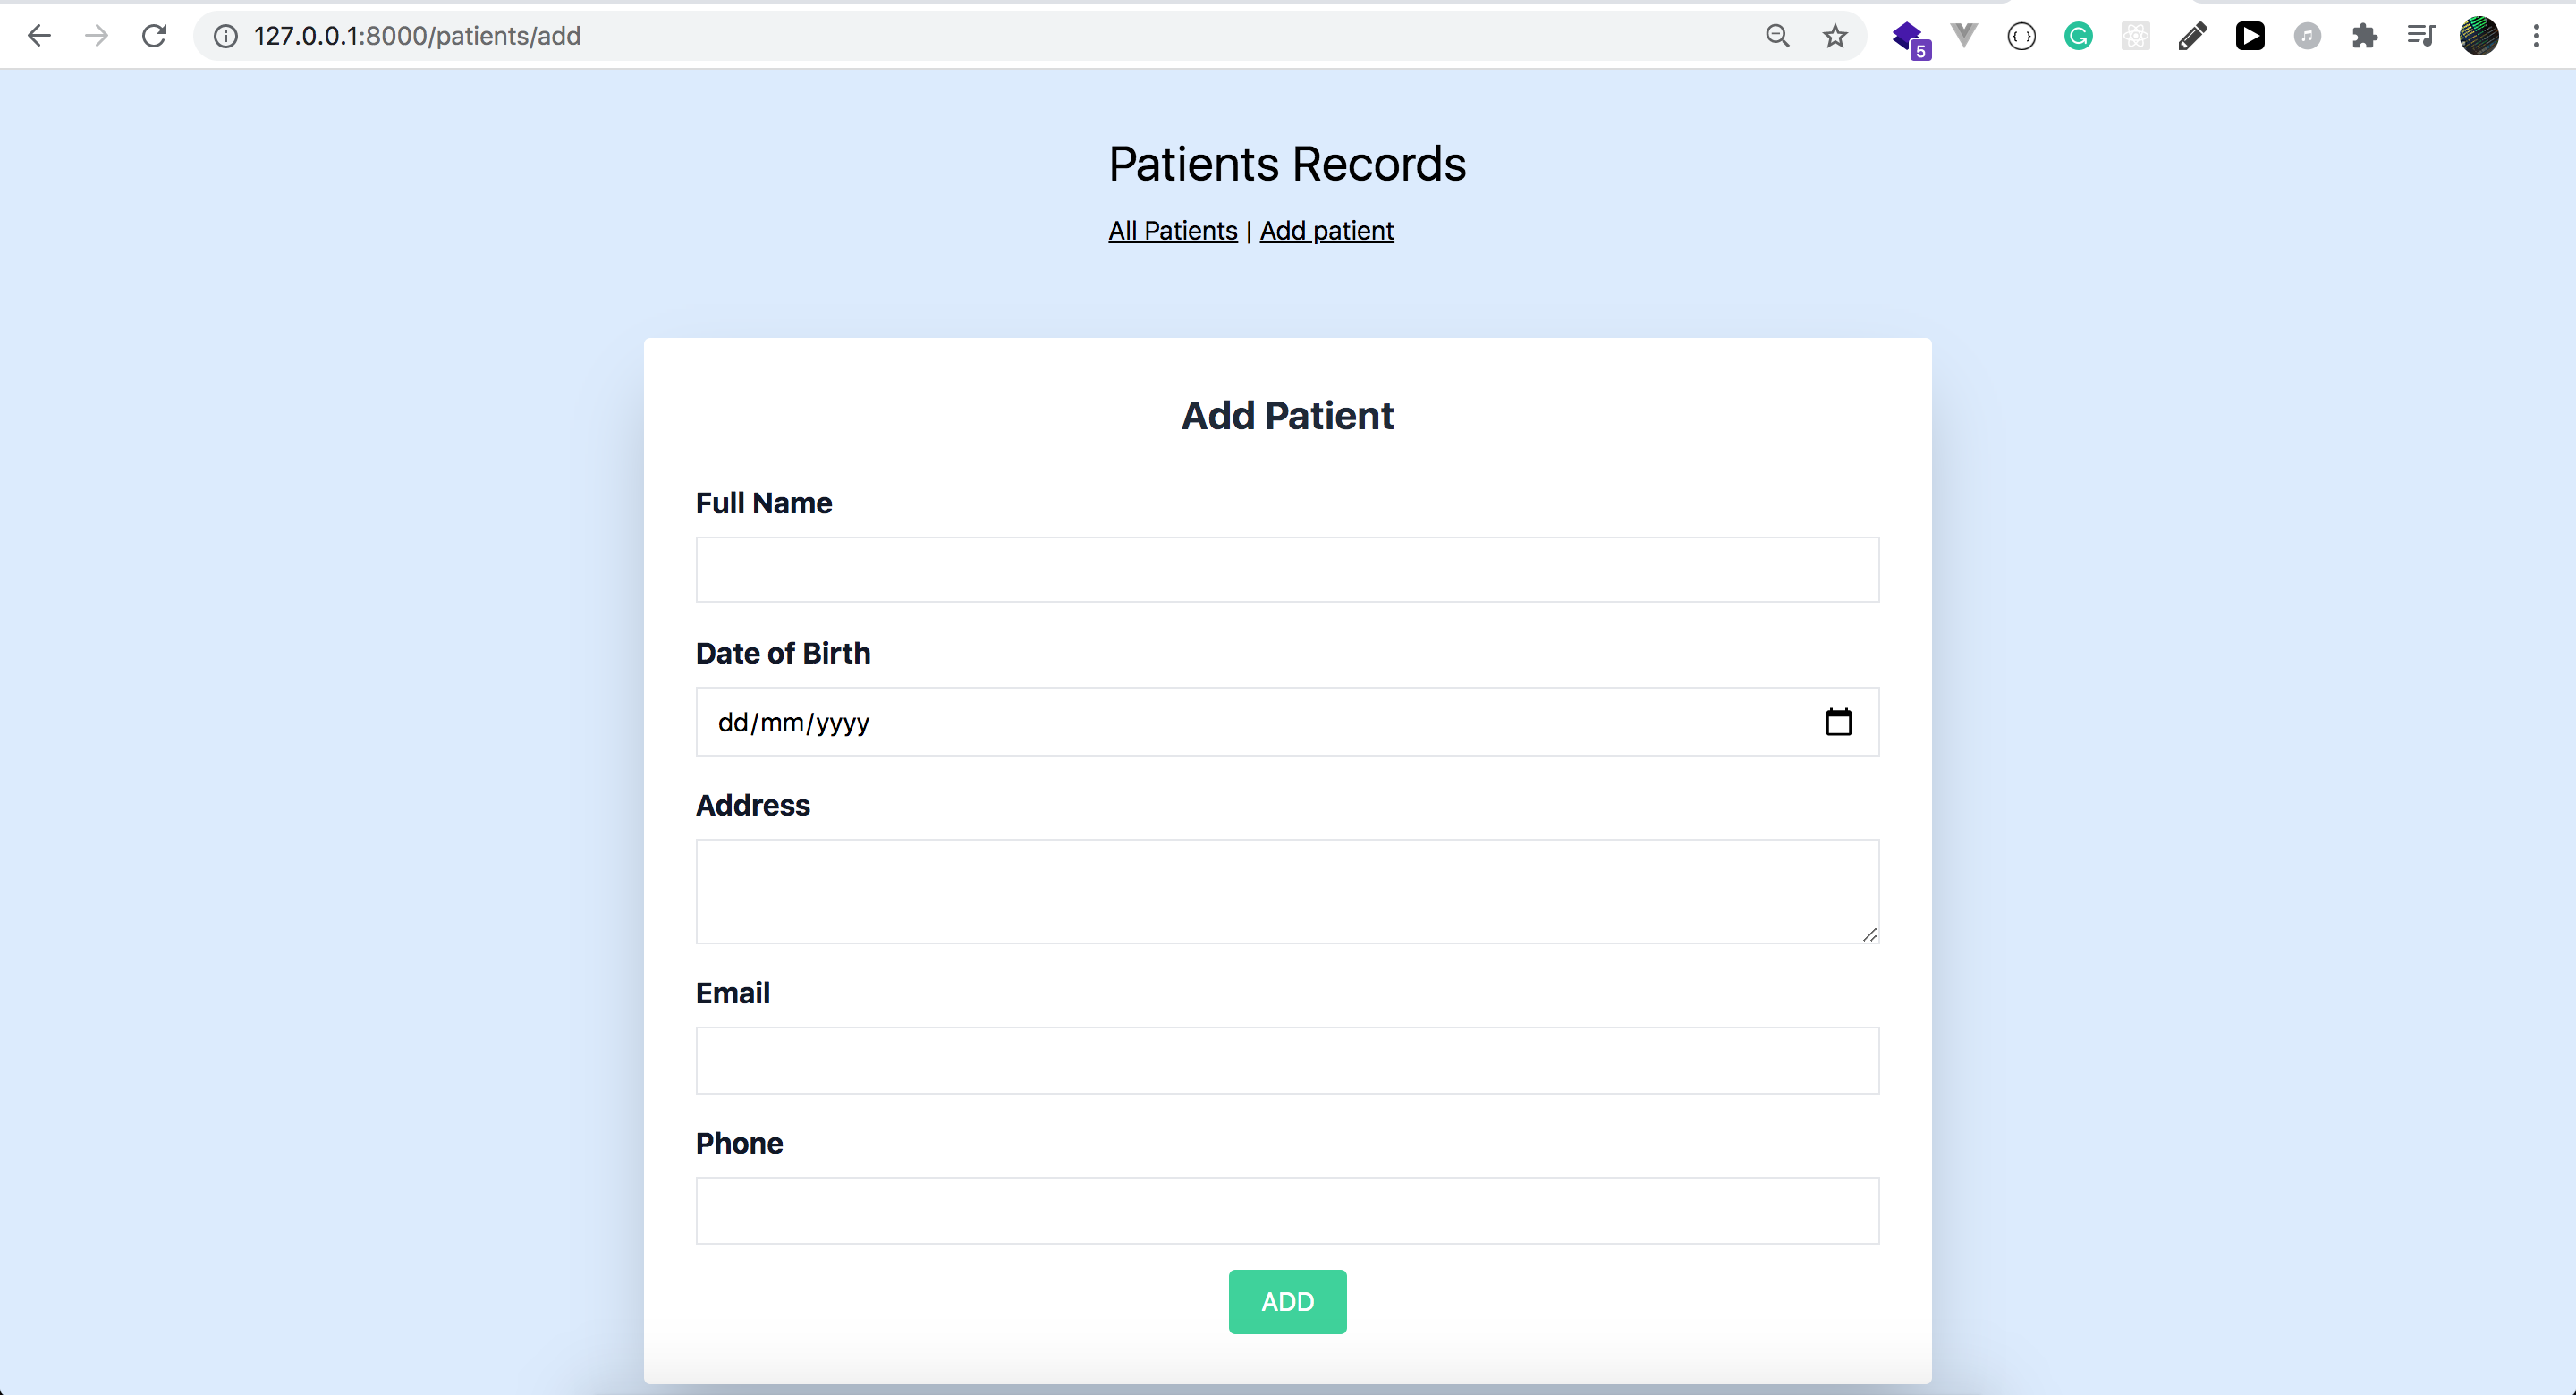 127.0.0.1:8000/patients/add
5
Patients Records
All Patients | Add patient
Add Patient
Full Name
Date of Birth
dd/mm/yyyy
Address
Email
Phone
ADD